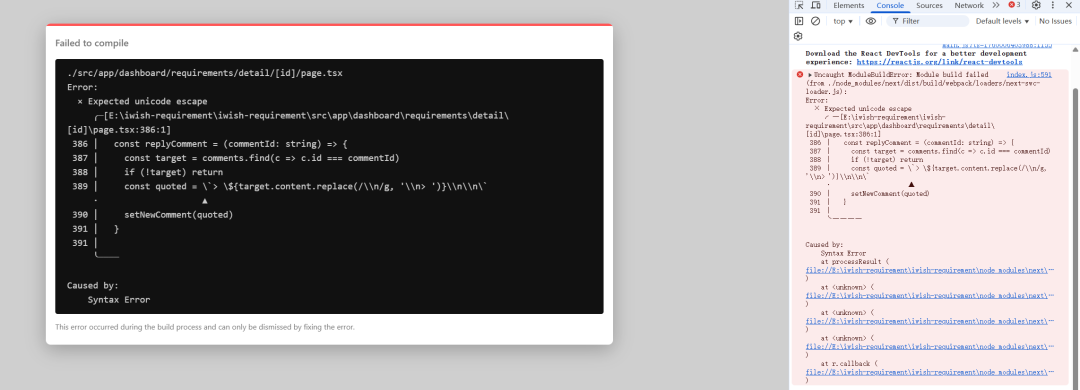 Failed to compile
./src/app/dashboard/requirements/detail/[id]/page.tsx
Error:
× Expected unicode escape
╭─[E:\iwish-requirement\iwish-requirement\src\app\dashboard\requirements\detail\
[id]\page.tsx:386:1]
386 │ const replyComment = (commentId: string) => {
387 │ const target = comments.find(c => c.id === commentId)
388 │ if (!target) return
389 │ const quoted = \`> \${target.content.replace(/\\n/g, '\\n> ')}\\n\\n\`
· ▲
390 │ setNewComment(quoted)
391 │ }
391 │
╰────
Caused by:
Syntax Error
This error occurred during the build process and can only be dismissed by fixing the error.
Elements Console Sources Network » 3
top ▾ Filter Default levels ▾ No Issues
Download the React DevTools for a better development
experience: https://reactjs.org/link/react-devtools
▶Uncaught ModuleBuildError: Module build failed index.js:591
(from ./node_modules/next/dist/build/webpack/loaders/next-swc-
loader.js):
Error:
× Expected unicode escape
╭─[E:\iwish-requirement\iwish-
requirement\src\app\dashboard\requirements\detail\
[id]\page.tsx:386:1]
386 │ const replyComment = (commentId: string) => {
387 │ const target = comments.find(c => c.id === commentId)
388 │ if (!target) return
389 │ const quoted = \`> \${target.content.replace(/\\n/g,
'\\n> ')}\\n\\n\`
· ▲
390 │ setNewComment(quoted)
391 │ }
391 │
╰────
Caused by:
Syntax Error
at processResult (
file://E:\iwish-requirement\iwish-requirement\node_modules\next\…
)
at <unknown> (
file://E:\iwish-requirement\iwish-requirement\node_modules\next\…
)
at <unknown> (
file://E:\iwish-requirement\iwish-requirement\node_modules\next\…
)
at <unknown> (
file://E:\iwish-requirement\iwish-requirement\node_modules\next\…
)
at r.callback (
file://E:\iwish-requirement\iwish-requirement\node_modules\next\…
)